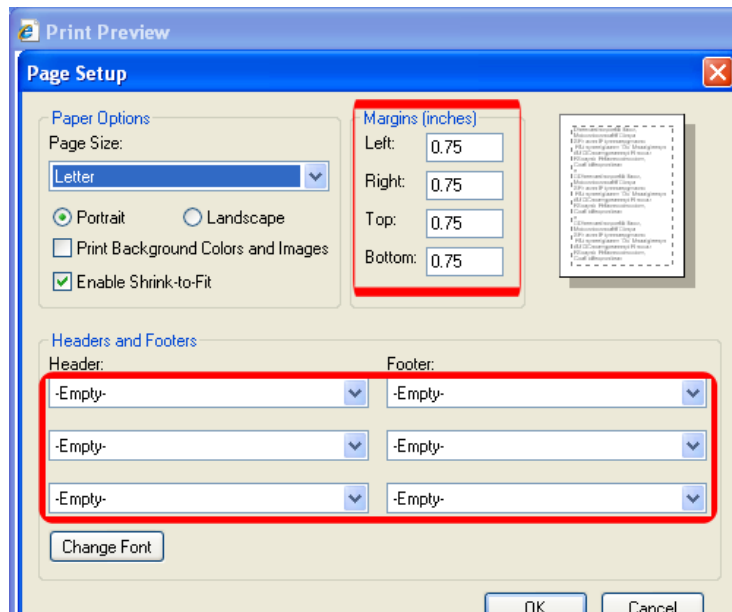 Print Preview
Page Setup
Paper Options
Page Size:
Letter
Portrait
Landscape
Print Background Colors and Images
Enable Shrink-to-Fit
Margins (inches)
Left: 0.75
Right: 0.75
Top: 0.75
Bottom: 0.75
Headers and Footers
Header: Footer:
-Empty- -Empty-
-Empty- -Empty-
-Empty- -Empty-
Change Font
OK Cancel